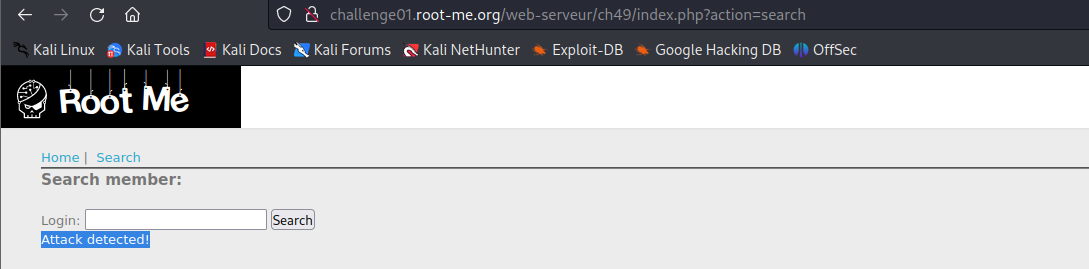 challenge01.root-me.org/web-serveur/ch49/index.php?action=search
Kali Linux Kali Tools Kali Docs Kali Forums Kali NetHunter Exploit-DB Google Hacking DB OffSec
Root Me
Home | Search
Search member:
Login: Search
Attack detected!